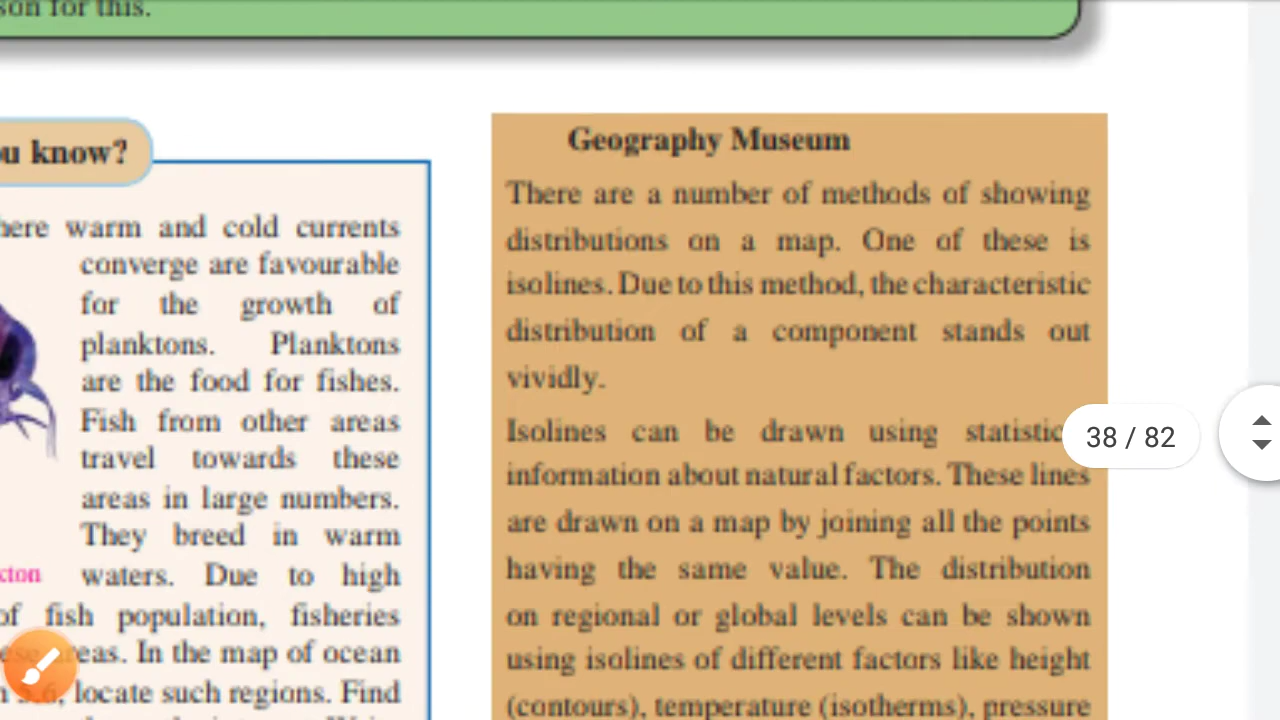 son for this.
ou know?
here warm and cold currents
converge are favourable
for the growth of
planktons. Planktons
are the food for fishes.
Fish from other areas
travel towards these
areas in large numbers.
They breed in warm
kton waters. Due to high
of fish population, fisheries
reas. In the map of ocean
5.6, locate such regions. Find
Geography Museum
There are a number of methods of showing
distributions on a map. One of these is
isolines. Due to this method, the characteristic
distribution of a component stands out
vividly.
Isolines can be drawn using statistic
information about natural factors. These lines
are drawn on a map by joining all the points
having the same value. The distribution
on regional or global levels can be shown
using isolines of different factors like height
(contours), temperature (isotherms), pressure
38 / 82